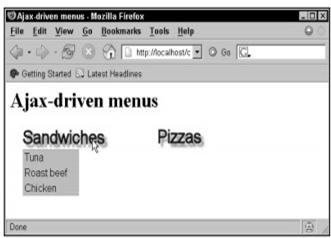 Ajax-driven menus - Mozilla Firefox
File Edit View Go Bookmarks Tools Help
http://localhost/c Go G
Getting Started Latest Headlines
Ajax-driven menus
Sandwiches Pizzas
Tuna
Roast beef
Chicken
Done